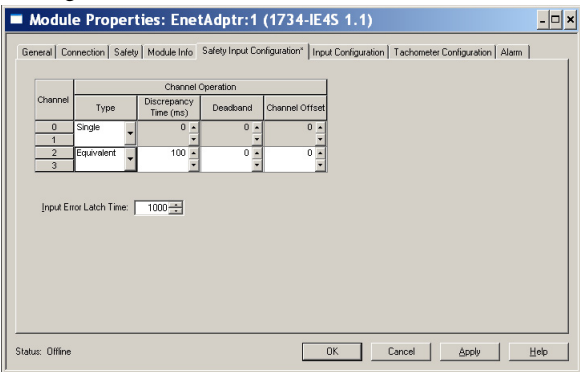 Module Properties: EnetAdptr:1 (1734-IE4S 1.1)
General Connection Safety Module Info Safety Input Configuration* Input Configuration Tachometer Configuration Alarm
Channel Operation
Channel Type Discrepancy Time (ms) Deadband Channel Offset
0 Single 0 0 0
1
2 Equivalent 100 0 0
3
Input Error Latch Time: 1000
Status: Offline OK Cancel Apply Help